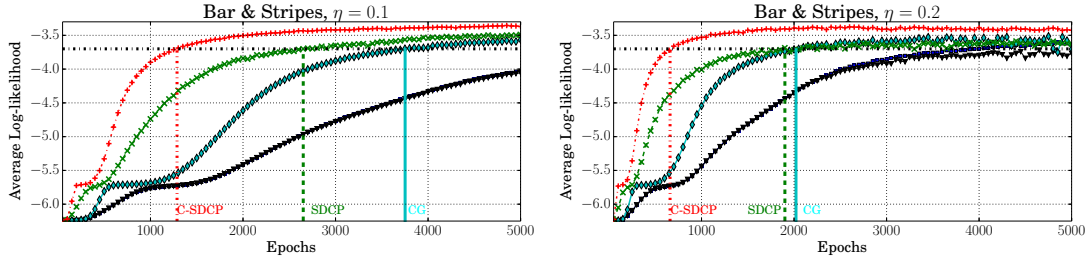 Bar & Stripes, η = 0.1
Average Log-likelihood
−3.5
−4.0
−4.5
−5.0
−5.5
−6.0
C-SDCP
SDCP
CG
1000
2000
3000
4000
5000
Epochs
Bar & Stripes, η = 0.2
Average Log-likelihood
−3.5
−4.0
−4.5
−5.0
−5.5
−6.0
C-SDCP
SDCP
CG
1000
2000
3000
4000
5000
Epochs